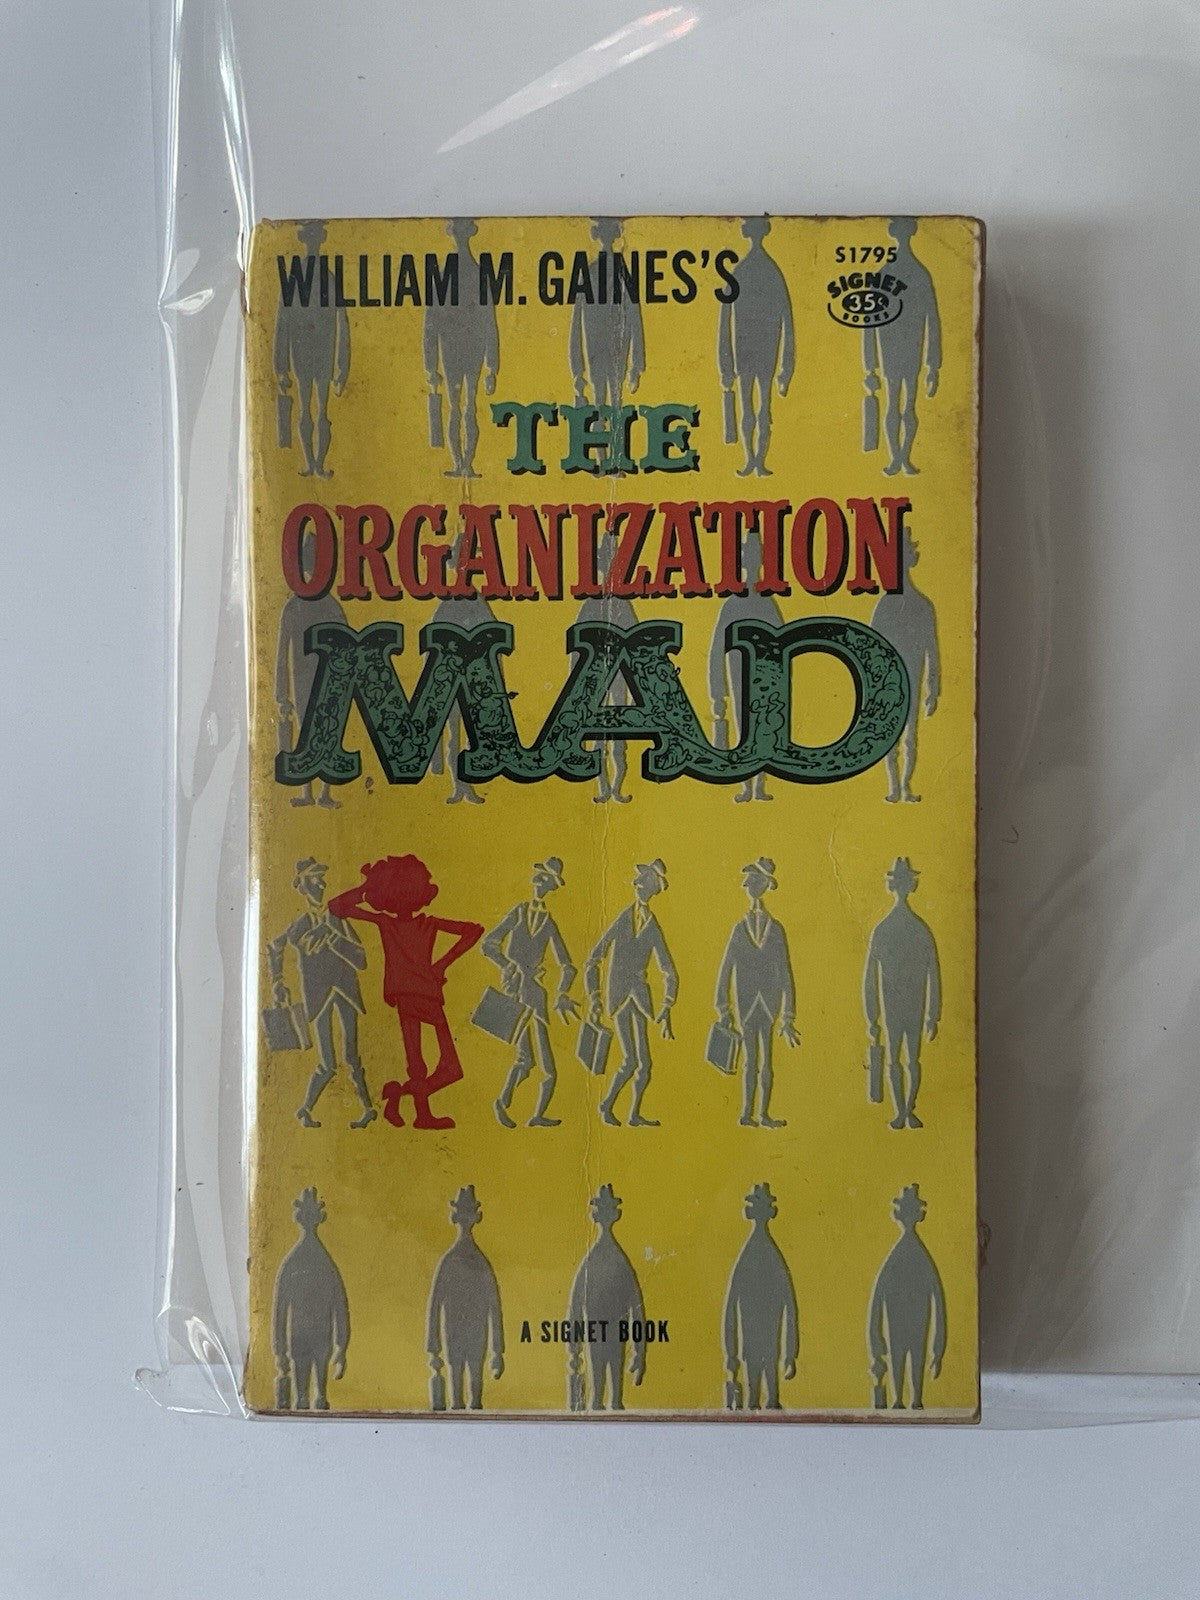 WILLIAM M. GAINES'S
S1795
SIGNET
35¢
BOOKS
THE
ORGANIZATION
MAD
A SIGNET BOOK